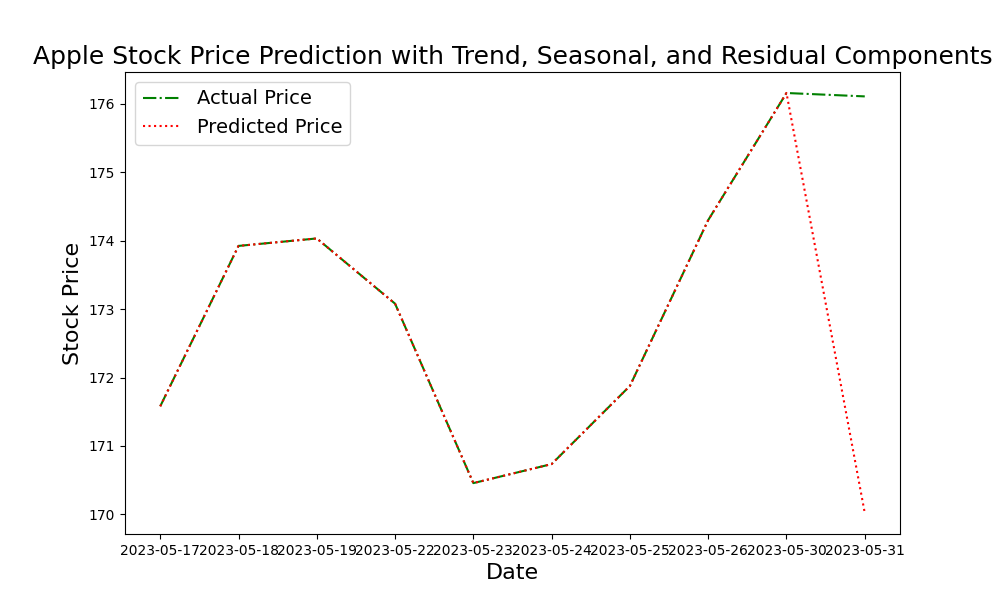 Apple Stock Price Prediction with Trend, Seasonal, and Residual Components
Actual Price
Predicted Price
176
175
174
173
172
171
170
Stock Price
2023-05-17 2023-05-18 2023-05-19 2023-05-22 2023-05-23 2023-05-24 2023-05-25 2023-05-26 2023-05-30 2023-05-31
Date